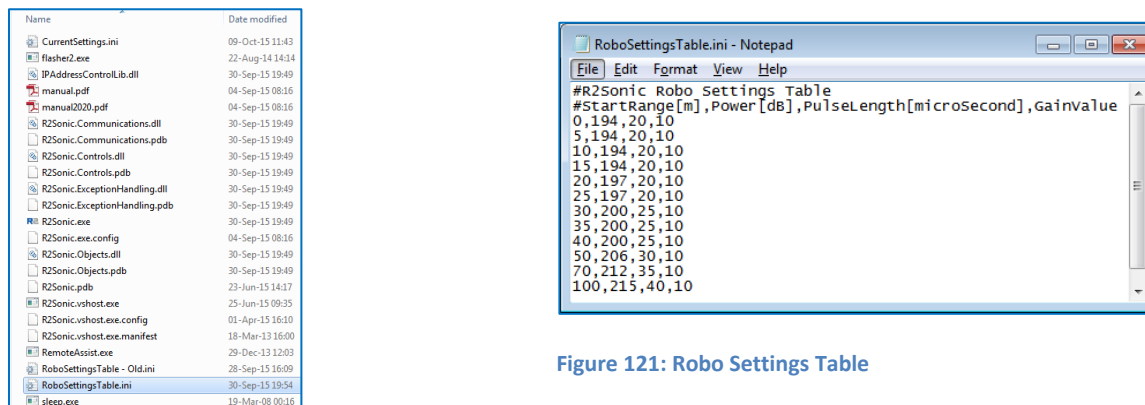 Name Date modified
CurrentSettings.ini 09-Oct-15 11:43
flasher2.exe 22-Aug-14 14:14
IPAddressControlLib.dll 30-Sep-15 19:49
manual.pdf 04-Sep-15 08:16
manual2020.pdf 04-Sep-15 08:16
R2Sonic.Communications.dll 30-Sep-15 19:49
R2Sonic.Communications.pdb 30-Sep-15 19:49
R2Sonic.Controls.dll 30-Sep-15 19:49
R2Sonic.Controls.pdb 30-Sep-15 19:49
R2Sonic.ExceptionHandling.dll 30-Sep-15 19:49
R2Sonic.ExceptionHandling.pdb 30-Sep-15 19:49
R2Sonic.exe 30-Sep-15 19:49
R2Sonic.exe.config 04-Sep-15 08:16
R2Sonic.Objects.dll 30-Sep-15 19:49
R2Sonic.Objects.pdb 30-Sep-15 19:49
R2Sonic.pdb 23-Jun-15 14:17
R2Sonic.vshost.exe 25-Jun-15 09:35
R2Sonic.vshost.exe.config 01-Apr-15 16:10
R2Sonic.vshost.exe.manifest 18-Mar-13 16:00
RemoteAssist.exe 29-Dec-13 12:03
RoboSettingsTable - Old.ini 28-Sep-15 16:09
RoboSettingsTable.ini 30-Sep-15 19:54
sleep.exe 19-Mar-08 00:16
RoboSettingsTable.ini - Notepad
File Edit Format View Help
#R2Sonic Robo Settings Table
#StartRange[m],Power[dB],PulseLength[microSecond],GainValue
0,194,20,10
5,194,20,10
10,194,20,10
15,194,20,10
20,197,20,10
25,197,20,10
30,200,25,10
35,200,25,10
40,200,25,10
50,206,30,10
70,212,35,10
100,215,40,10
Figure 121: Robo Settings Table